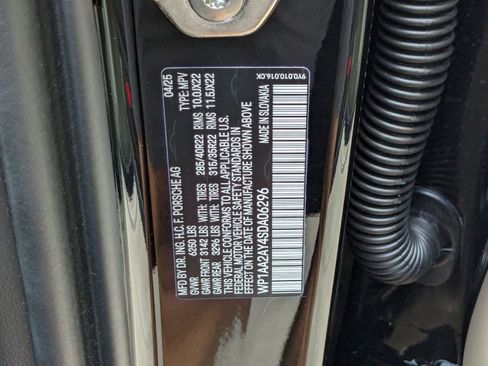 MFD BY DR. ING. H.C. F. PORSCHE AG 04/25
GVWR 6260 LBS TYPE: MPV
GAWR FRONT 3142 LBS WITH TIRES 285/40R22 RIMS 10.0JX22
GAWR REAR 3296 LBS WITH TIRES 315/35R22 RIMS 11.5JX22
THIS VEHICLE CONFORMS TO ALL APPLICABLE U.S.
FEDERAL MOTOR VEHICLE SAFETY STANDARDS IN
EFFECT ON THE DATE OF MANUFACTURE SHOWN ABOVE
WP1AA2AY4SDA06296 MADE IN SLOVAKIA
9Y0.010.016.CK